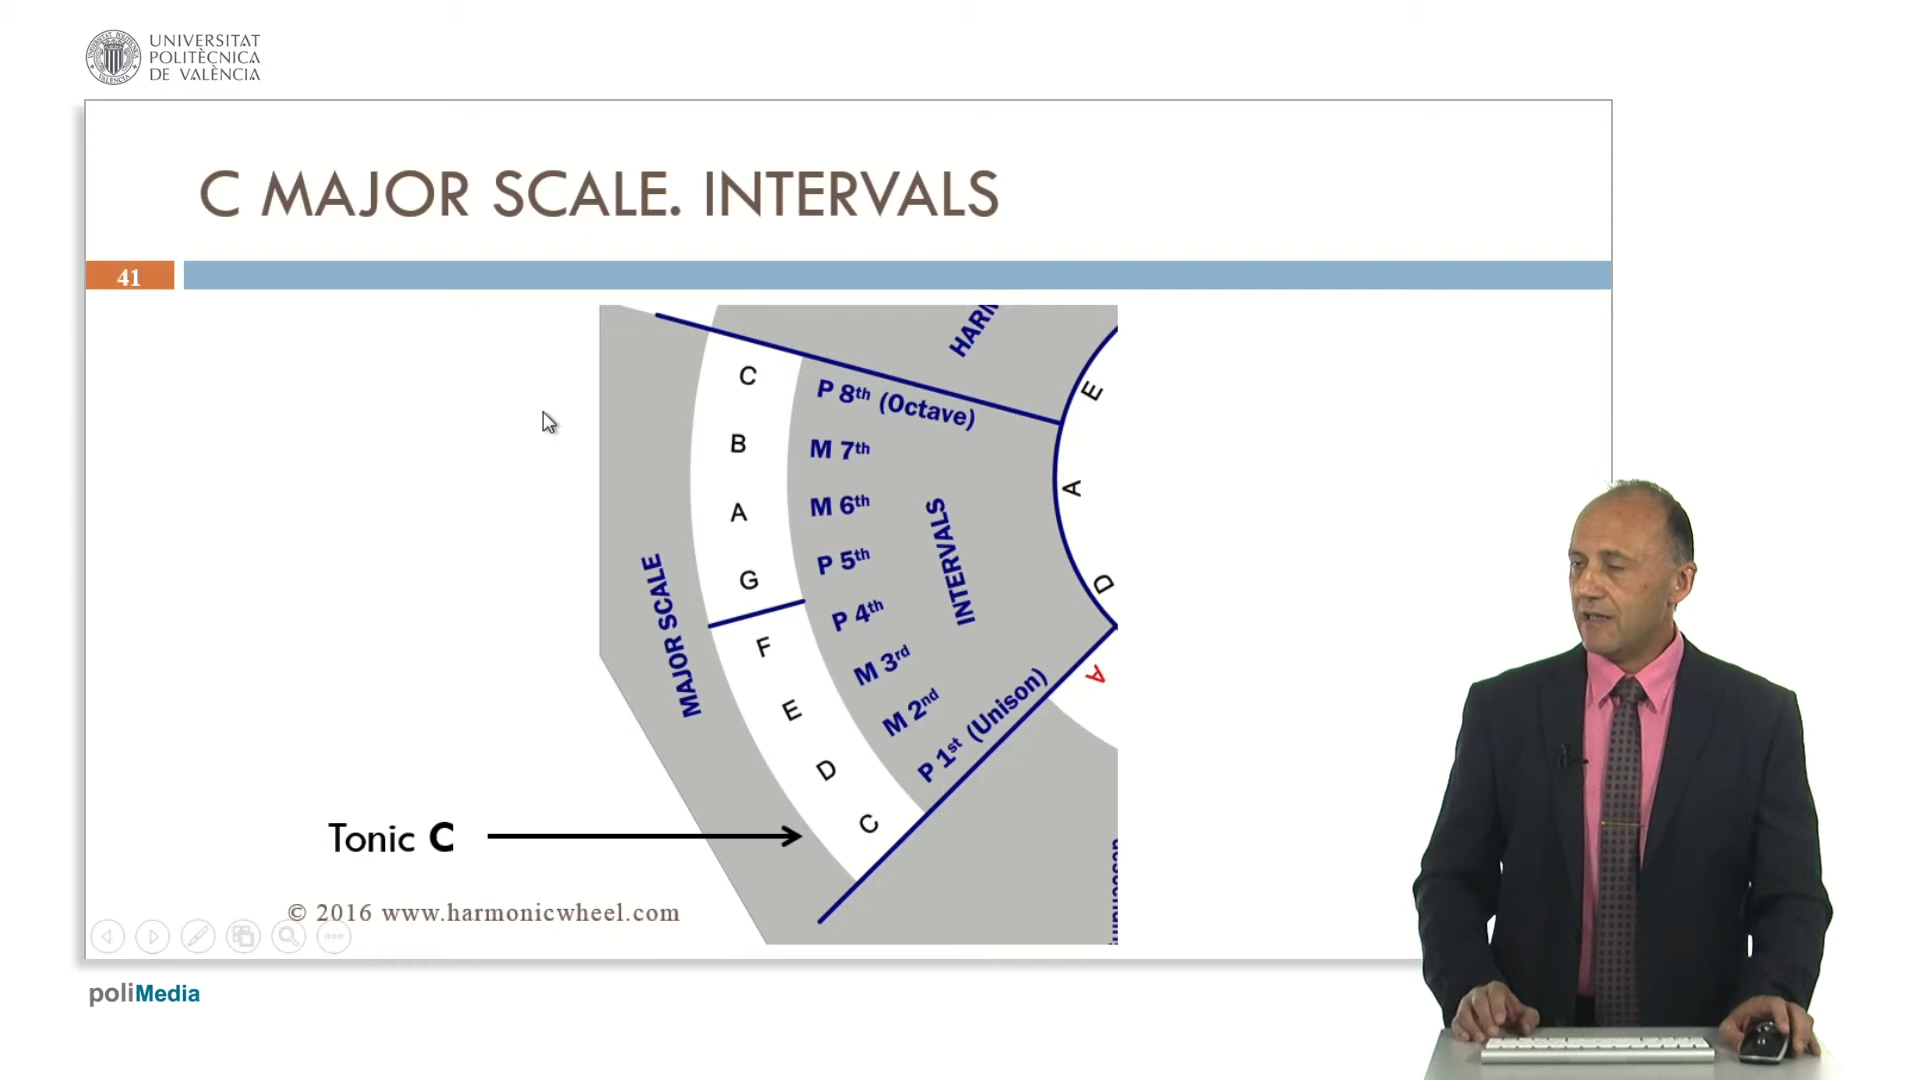 UNIVERSITAT
POLITÈCNICA
DE VALÈNCIA
C MAJOR SCALE. INTERVALS
41
HARM
C
P 8th (Octave)
E
B
M 7th
A
M 6th
A
INTERVALS
G
P 5th
D
MAJOR SCALE
F
P 4th
E
M 3rd
A
D
M 2nd
C
P 1st (Unison)
Tonic C
© 2016 www.harmonicwheel.com
poliMedia